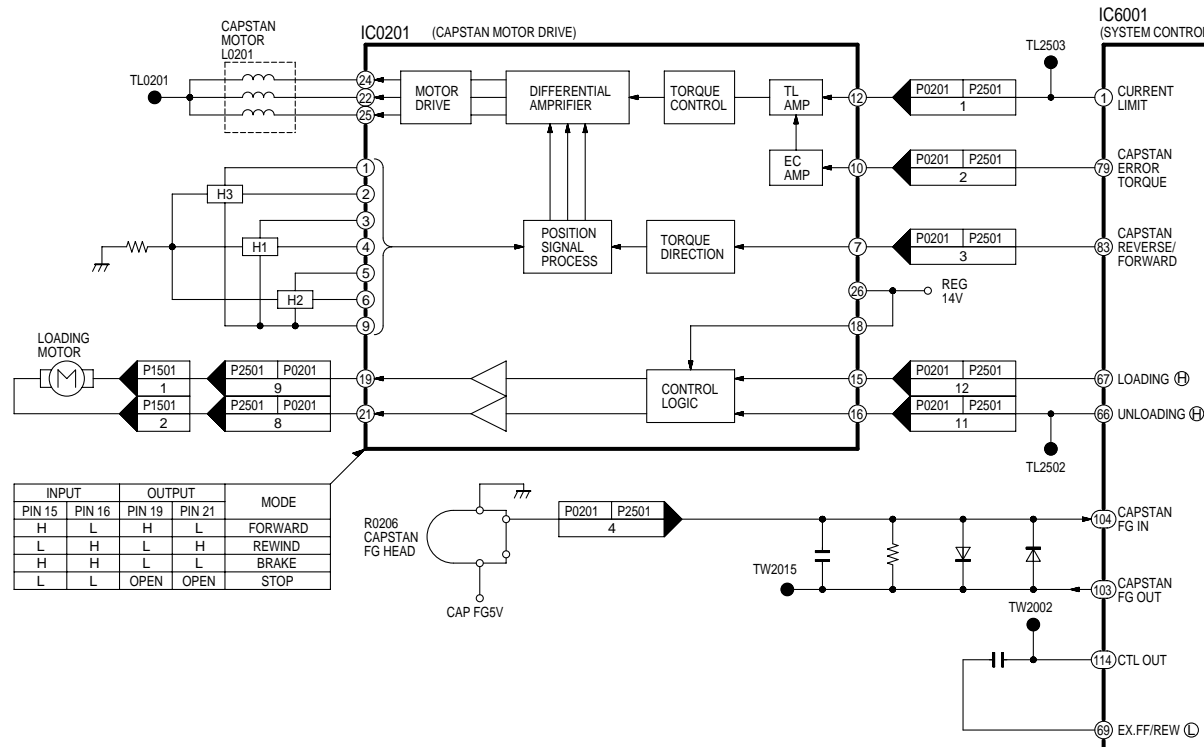 IC0201 (CAPSTAN MOTOR DRIVE)
IC6001
(SYSTEM CONTROL
CAPSTAN
MOTOR
L0201
TL0201
TL2503
24
22
25
MOTOR
DRIVE
DIFFERENTIAL
AMPRIFIER
TORQUE
CONTROL
TL
AMP
12
P0201 P2501
1
1
CURRENT
LIMIT
EC
AMP
10
P0201 P2501
2
79
CAPSTAN
ERROR
TORQUE
1
2
3
4
5
6
9
H3
H1
H2
POSITION
SIGNAL
PROCESS
TORQUE
DIRECTION
7
P0201 P2501
3
83
CAPSTAN
REVERSE/
FORWARD
26
REG
14V
18
LOADING
MOTOR
M
P1501
1
P2501 P0201
9
19
CONTROL
LOGIC
15
P0201 P2501
12
67
LOADING H
P1501
2
P2501 P0201
8
21
16
P0201 P2501
11
66
UNLOADING H
TL2502
INPUT OUTPUT MODE
PIN 15 PIN 16 PIN 19 PIN 21
H L H L FORWARD
L H L H REWIND
H H L L BRAKE
L L OPEN OPEN STOP
R0206
CAPSTAN
FG HEAD
CAP FG5V
P0201 P2501
4
104
CAPSTAN
FG IN
TW2015
103
CAPSTAN
FG OUT
TW2002
114
CTL OUT
69
EX.FF/REW L